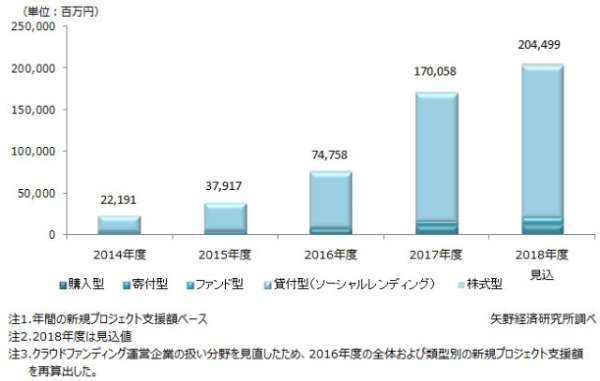 (単位:百万円)
250,000
200,000
150,000
100,000
50,000
0
22,191
37,917
74,758
170,058
204,499
2014年度
2015年度
2016年度
2017年度
2018年度
見込
購入型
寄付型
ファンド型
貸付型(ソーシャルレンディング)
株式型
注1.年間の新規プロジェクト支援額ベース
矢野経済研究所調べ
注2.2018年度は見込値
注3.クラウドファンディング運営企業の扱い分野を見直したため、2016年度の全体および類型別の新規プロジェクト支援額
を再算出した。